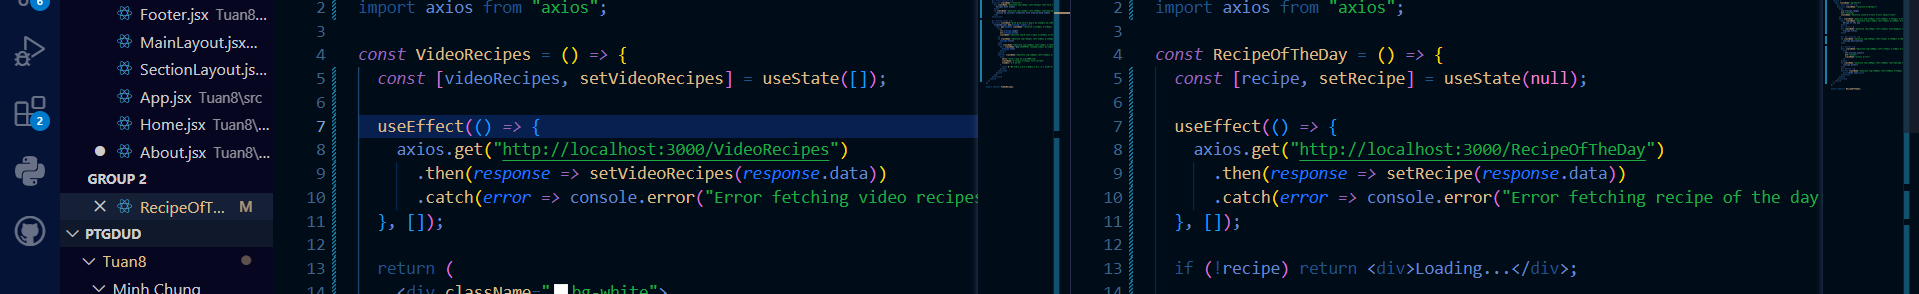 6
2
Footer.jsx Tuan8\...
MainLayout.jsx...
SectionLayout.js...
App.jsx Tuan8\src
Home.jsx Tuan8\...
About.jsx Tuan8\...
GROUP 2
RecipeOfT... M
PTGDUD
Tuan8
Minh Chung
2 import axios from "axios";
3
4 const VideoRecipes = () => {
5 const [videoRecipes, setVideoRecipes] = useState([]);
6
7 useEffect(() => {
8 axios.get("http://localhost:3000/VideoRecipes")
9 .then(response => setVideoRecipes(response.data))
10 .catch(error => console.error("Error fetching video recipes
11 }, []);
12
13 return (
14 <div className="bg-white">
2 import axios from "axios";
3
4 const RecipeOfTheDay = () => {
5 const [recipe, setRecipe] = useState(null);
6
7 useEffect(() => {
8 axios.get("http://localhost:3000/RecipeOfTheDay")
9 .then(response => setRecipe(response.data))
10 .catch(error => console.error("Error fetching recipe of the day
11 }, []);
12
13 if (!recipe) return <div>Loading...</div>;
14